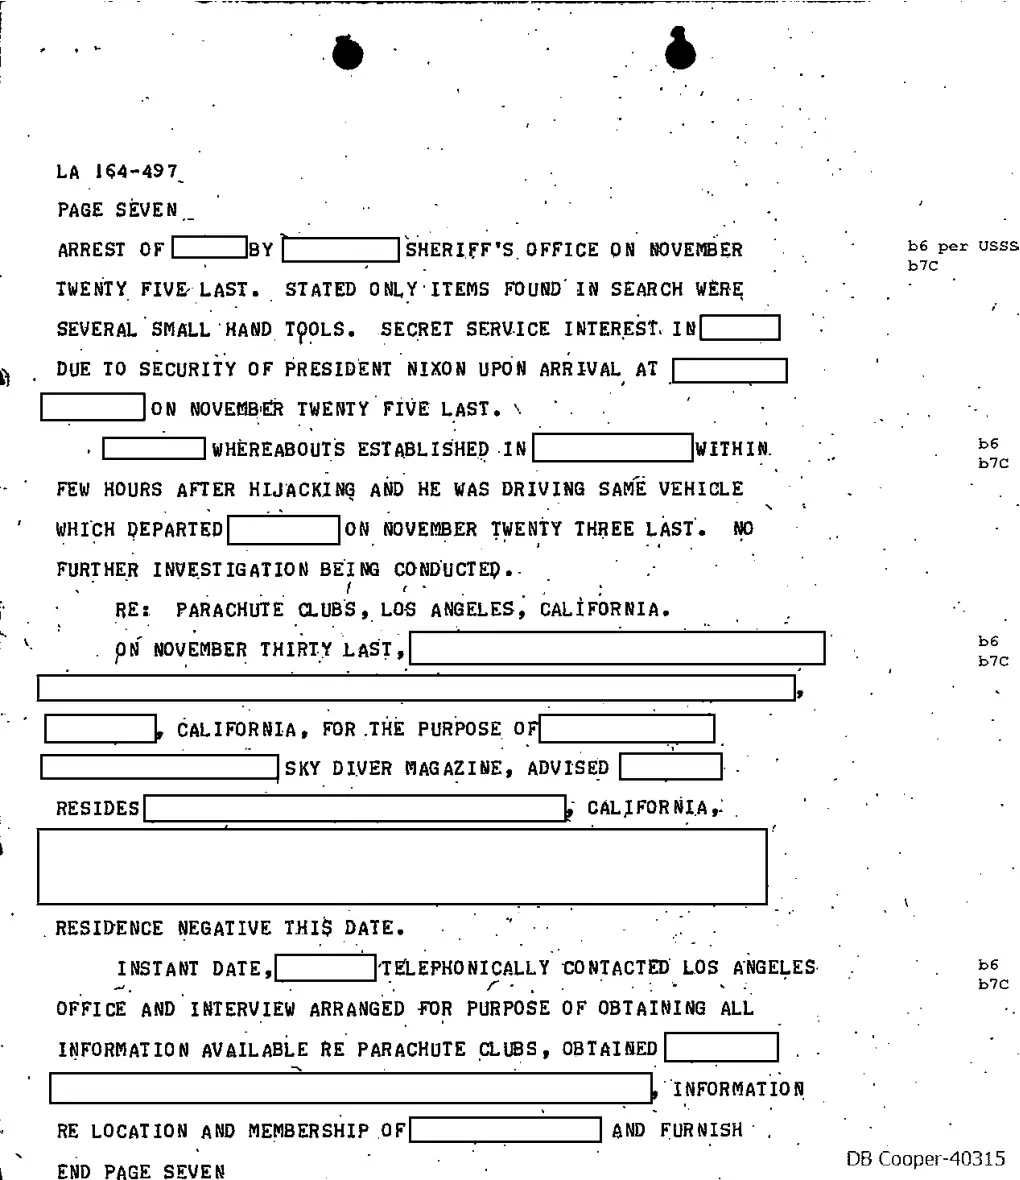 LA 164-497
PAGE SEVEN
ARREST OF BY SHERIFF'S OFFICE ON NOVEMBER
b6 per USSS
b7C
TWENTY FIVE LAST. STATED ONLY ITEMS FOUND IN SEARCH WERE
SEVERAL SMALL HAND TOOLS. SECRET SERVICE INTEREST IN
DUE TO SECURITY OF PRESIDENT NIXON UPON ARRIVAL AT
ON NOVEMBER TWENTY FIVE LAST.
WHEREABOUTS ESTABLISHED IN WITHIN
b6
b7C
FEW HOURS AFTER HIJACKING AND HE WAS DRIVING SAME VEHICLE
WHICH DEPARTED ON NOVEMBER TWENTY THREE LAST. NO
FURTHER INVESTIGATION BEING CONDUCTED.
RE: PARACHUTE CLUBS, LOS ANGELES, CALIFORNIA.
ON NOVEMBER THIRTY LAST,
b6
b7C
,
, CALIFORNIA, FOR THE PURPOSE OF
SKY DIVER MAGAZINE, ADVISED
RESIDES , CALIFORNIA,
RESIDENCE NEGATIVE THIS DATE.
INSTANT DATE, TELEPHONICALLY CONTACTED LOS ANGELES
b6
b7C
OFFICE AND INTERVIEW ARRANGED FOR PURPOSE OF OBTAINING ALL
INFORMATION AVAILABLE RE PARACHUTE CLUBS, OBTAINED
, INFORMATION
RE LOCATION AND MEMBERSHIP OF AND FURNISH
END PAGE SEVEN
DB Cooper-40315